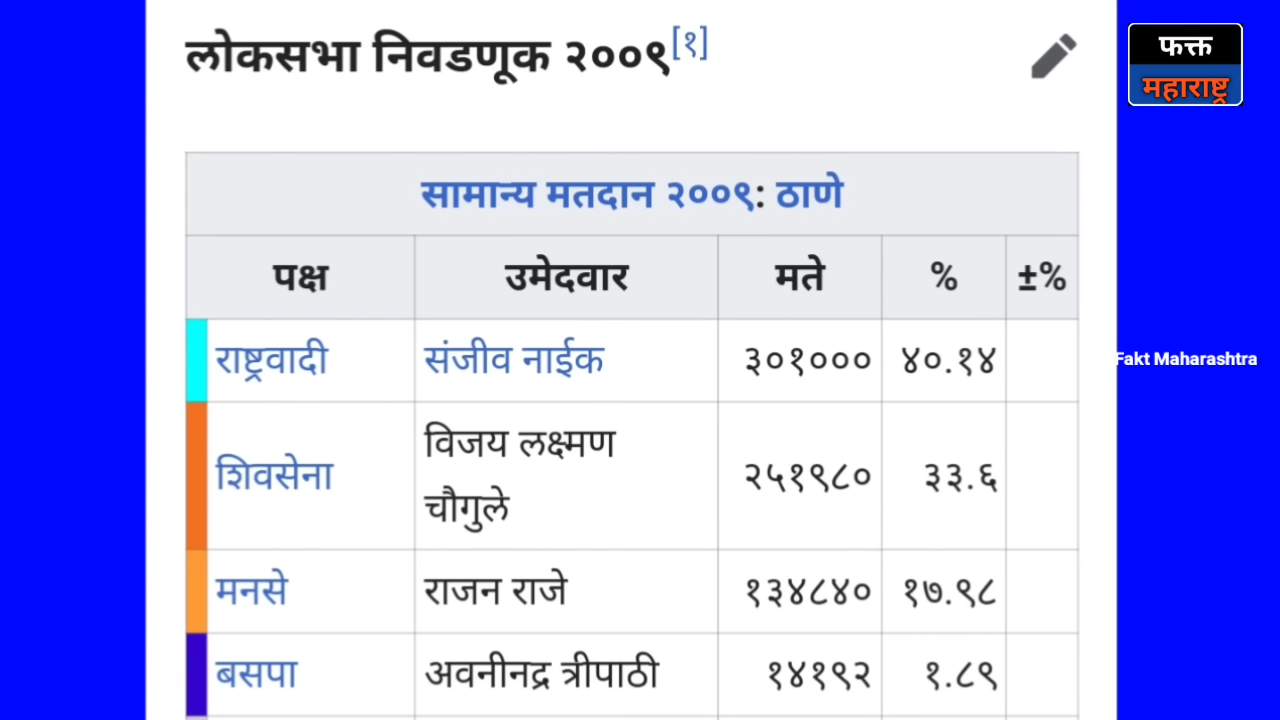 लोकसभा निवडणूक २००९[१]
फक्त
महाराष्ट्र
सामान्य मतदान २००९: ठाणे
पक्ष उमेदवार मते % ±%
राष्ट्रवादी संजीव नाईक ३०१००० ४०.१४
Fakt Maharashtra
शिवसेना विजय लक्ष्मण २५१९८० ३३.६
चौगुले
मनसे राजन राजे १३४८४० १७.९८
बसपा अवनीनद्र त्रीपाठी १४१९२ १.८९